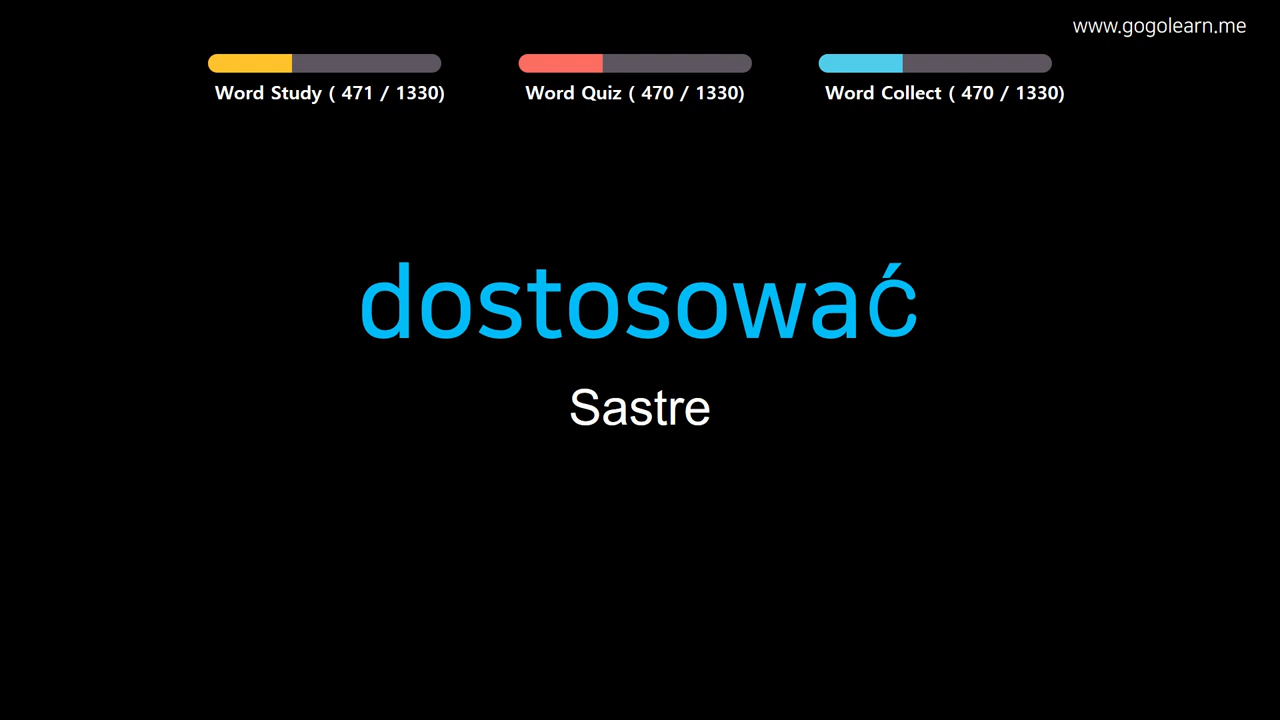 www.gogolearn.me
Word Study ( 471 / 1330)
Word Quiz ( 470 / 1330)
Word Collect ( 470 / 1330)
dostosować
Sastre